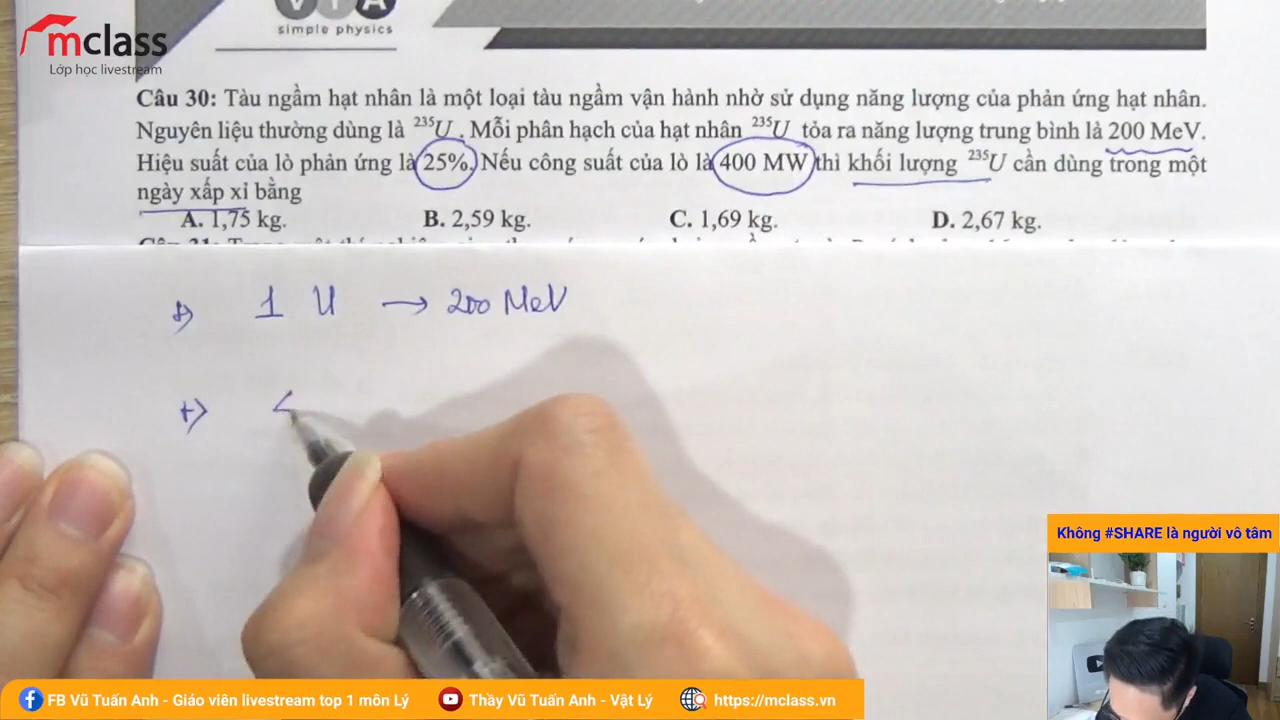 VTA
simple physics
mclass
Lớp học livestream
Câu 30: Tàu ngầm hạt nhân là một loại tàu ngầm vận hành nhờ sử dụng năng lượng của phản ứng hạt nhân.
Nguyên liệu thường dùng là ²³⁵U. Mỗi phân hạch của hạt nhân ²³⁵U tỏa ra năng lượng trung bình là 200 MeV.
Hiệu suất của lò phản ứng là 25%. Nếu công suất của lò là 400 MW thì khối lượng ²³⁵U cần dùng trong một
ngày xấp xỉ bằng
A. 1,75 kg. B. 2,59 kg. C. 1,69 kg. D. 2,67 kg.
+) 1 U → 200 MeV
+)
Không #SHARE là người vô tâm
FB Vũ Tuấn Anh - Giáo viên livestream top 1 môn Lý Thầy Vũ Tuấn Anh - Vật Lý https://mclass.vn